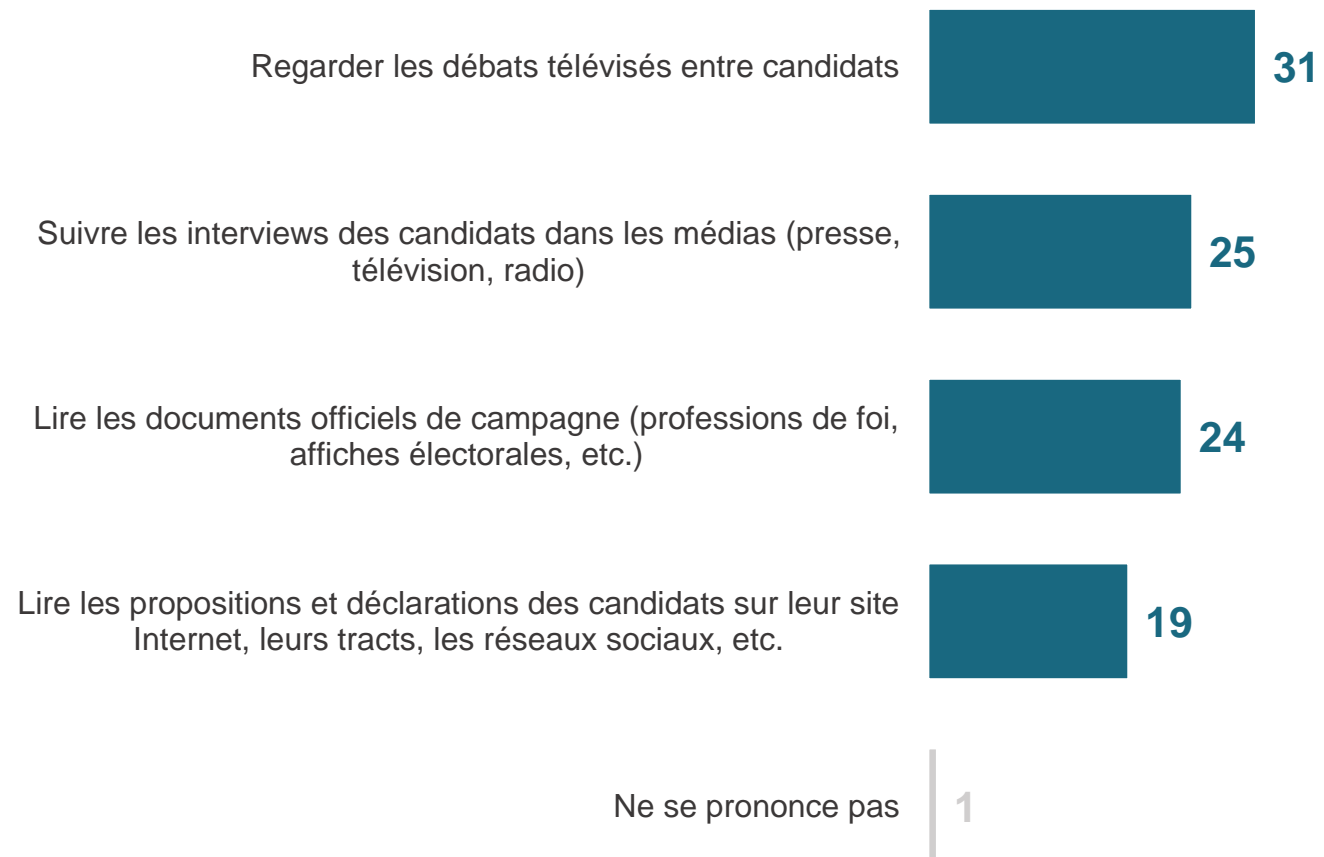 Regarder les débats télévisés entre candidats
31
Suivre les interviews des candidats dans les médias (presse,
télévision, radio)
25
Lire les documents officiels de campagne (professions de foi,
affiches électorales, etc.)
24
Lire les propositions et déclarations des candidats sur leur site
Internet, leurs tracts, les réseaux sociaux, etc.
19
Ne se prononce pas
1